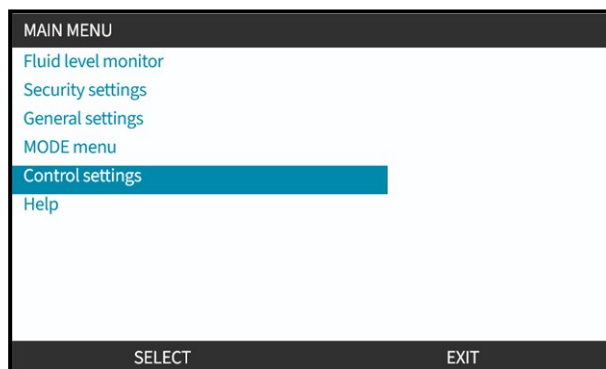 MAIN MENU
Fluid level monitor
Security settings
General settings
MODE menu
Control settings
Help
SELECT EXIT